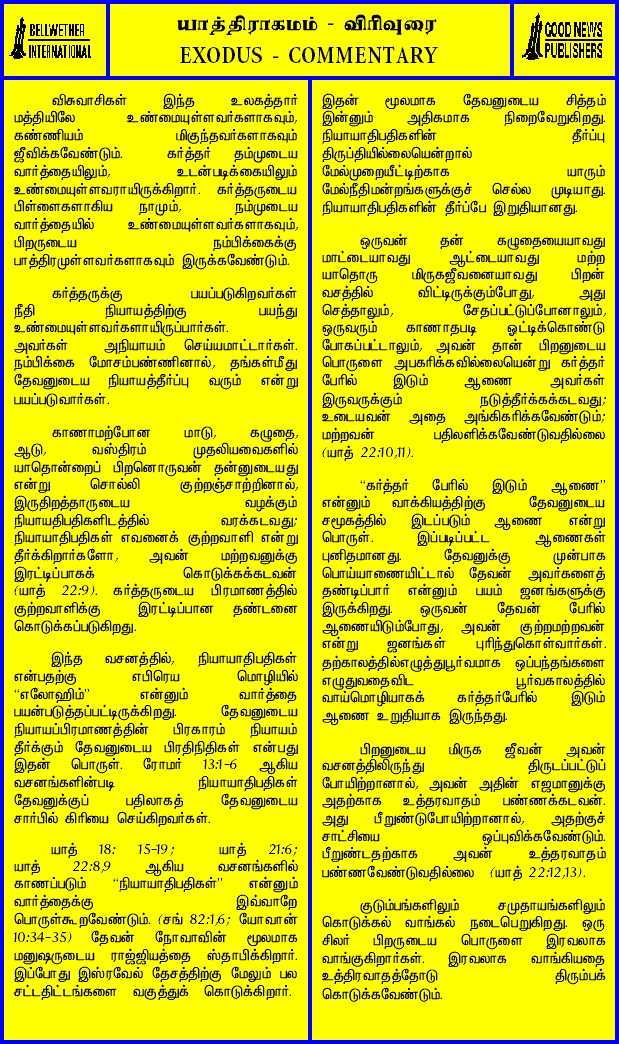 BELLWETHER
INTERNATIONAL
யாத்திராகமம் - விரிவுரை
EXODUS - COMMENTARY
GOOD NEWS
PUBLISHERS
விசுவாசிகள் இந்த உலகத்தார்
மத்தியிலே உண்மையுள்ளவர்களாகவும்,
கண்ணியம் மிகுந்தவர்களாகவும்
ஜீவிக்கவேண்டும். கர்த்தர் தம்முடைய
வார்த்தையிலும், உடன்படிக்கையிலும்
உண்மையுள்ளவராயிருக்கிறார். கர்த்தருடைய
பிள்ளைகளாகிய நாமும், நம்முடைய
வார்த்தையில் உண்மையுள்ளவர்களாகவும்,
பிறருடைய நம்பிக்கைக்கு
பாத்திரமுள்ளவர்களாகவும் இருக்கவேண்டும்.
கர்த்தருக்கு பயப்படுகிறவர்கள்
நீதி நியாயத்திற்கு பயந்து
உண்மையுள்ளவர்களாயிருப்பார்கள்.
அவர்கள் அநியாயம் செய்யமாட்டார்கள்.
நம்பிக்கை மோசம்பண்ணினால், தங்கள்மீது
தேவனுடைய நியாயத்தீர்ப்பு வரும் என்று
பயப்படுவார்கள்.
காணாமற்போன மாடு, கழுதை,
ஆடு, வஸ்திரம் முதலியவைகளில்
யாதொன்றைப் பிறனொருவன் தன்னுடையது
என்று சொல்லி குற்றஞ்சாற்றினால்,
இருதிறத்தாருடைய வழக்கும்
நியாயதிபதிகளிடத்தில் வரக்கடவது;
நியாயாதிபதிகள் எவனைக் குற்றவாளி என்று
தீர்க்கிறார்களோ, அவன் மற்றவனுக்கு
இரட்டிப்பாகக் கொடுக்கக்கடவன்
(யாத் 22:9). கர்த்தருடைய பிரமாணத்தில்
குற்றவாளிக்கு இரட்டிப்பான தண்டனை
கொடுக்கப்படுகிறது.
இந்த வசனத்தில், நியாயாதிபதிகள்
என்பதற்கு எபிரெய மொழியில்
“எலோஹிம்” என்னும் வார்த்தை
பயன்படுத்தப்பட்டிருக்கிறது. தேவனுடைய
நியாயப்பிரமாணத்தின் பிரகாரம் நியாயம்
தீர்க்கும் தேவனுடைய பிரதிநிதிகள் என்பது
இதன் பொருள். ரோமர் 13:1-6 ஆகிய
வசனங்களின்படி நியாயாதிபதிகள்
தேவனுக்குப் பதிலாகத் தேவனுடைய
சார்பில் கிரியை செய்கிறவர்கள்.
யாத் 18: 15-19; யாத் 21:6;
யாத் 22:8,9 ஆகிய வசனங்களில்
காணப்படும் “நியாயாதிபதிகள்” என்னும்
வார்த்தைக்கு இவ்வாறே
பொருள்கூறவேண்டும். (சங் 82:1,6; யோவான்
10:34-35) தேவன் நோவாவின் மூலமாக
மனுஷருடைய ராஜ்ஜியத்தை ஸ்தாபிக்கிறார்.
இப்போது இஸ்ரவேல் தேசத்திற்கு மேலும் பல
சட்டதிட்டங்களை வகுத்துக் கொடுக்கிறார்.
இதன் மூலமாக தேவனுடைய சித்தம்
இன்னும் அதிகமாக நிறைவேறுகிறது.
நியாயாதிபதிகளின் தீர்ப்பு
திருப்தியில்லையென்றால்
மேல்முறையீட்டிற்காக யாரும்
மேல்நீதிமன்றங்களுக்குச் செல்ல முடியாது.
நியாயாதிபதிகளின் தீர்ப்பே இறுதியானது.
ஒருவன் தன் கழுதையையாவது
மாட்டையாவது ஆட்டையாவது மற்ற
யாதொரு மிருகஜீவனையாவது பிறன்
வசத்தில் விட்டிருக்கும்போது, அது
செத்தாலும், சேதப்பட்டுப்போனாலும்,
ஒருவரும் காணாதபடி ஓட்டிக்கொண்டு
போகப்பட்டாலும், அவன் தான் பிறனுடைய
பொருளை அபகரிக்கவில்லையென்று கர்த்தர்
பேரில் இடும் ஆணை அவர்கள்
இருவருக்கும் நடுத்தீர்க்கக்கடவது;
உடையவன் அதை அங்கிகரிக்கவேண்டும்;
மற்றவன் பதிலளிக்கவேண்டுவதில்லை
(யாத் 22:10,11).
“கர்த்தர் பேரில் இடும் ஆணை”
என்னும் வாக்கியத்திற்கு தேவனுடைய
சமூகத்தில் இடப்படும் ஆணை என்று
பொருள். இப்படிப்பட்ட ஆணைகள்
புனிதமானது. தேவனுக்கு முன்பாக
பொய்யாணையிட்டால் தேவன் அவர்களைத்
தண்டிப்பார் என்னும் பயம் ஜனங்களுக்கு
இருக்கிறது. ஒருவன் தேவன் பேரில்
ஆணையிடும்போது, அவன் குற்றமற்றவன்
என்று ஜனங்கள் புரிந்துகொள்வார்கள்.
தற்காலத்தில்எழுத்துபூர்வமாக ஒப்பந்தங்களை
எழுதுவதைவிட பூர்வகாலத்தில்
வாய்மொழியாகக் கர்த்தர்பேரில் இடும்
ஆணை உறுதியாக இருந்தது.
பிறனுடைய மிருக ஜீவன் அவன்
வசனத்திலிருந்து திருடப்பட்டுப்
போயிற்றானால், அவன் அதின் எஜமானுக்கு
அதற்காக உத்தரவாதம் பண்ணக்கடவன்.
அது பீறுண்டுபோயிற்றானால், அதற்குச்
சாட்சியை ஒப்புவிக்கவேண்டும்.
பீறுண்டதற்காக அவன் உத்தரவாதம்
பண்ணவேண்டுவதில்லை (யாத் 22:12,13).
குடும்பங்களிலும் சமுதாயங்களிலும்
கொடுக்கல் வாங்கல் நடைபெறுகிறது. ஒரு
சிலர் பிறருடைய பொருளை இரவலாக
வாங்குகிறார்கள். இரவலாக வாங்கியதை
உத்திரவாதத்தோடு திரும்பக்
கொடுக்கவேண்டும்.